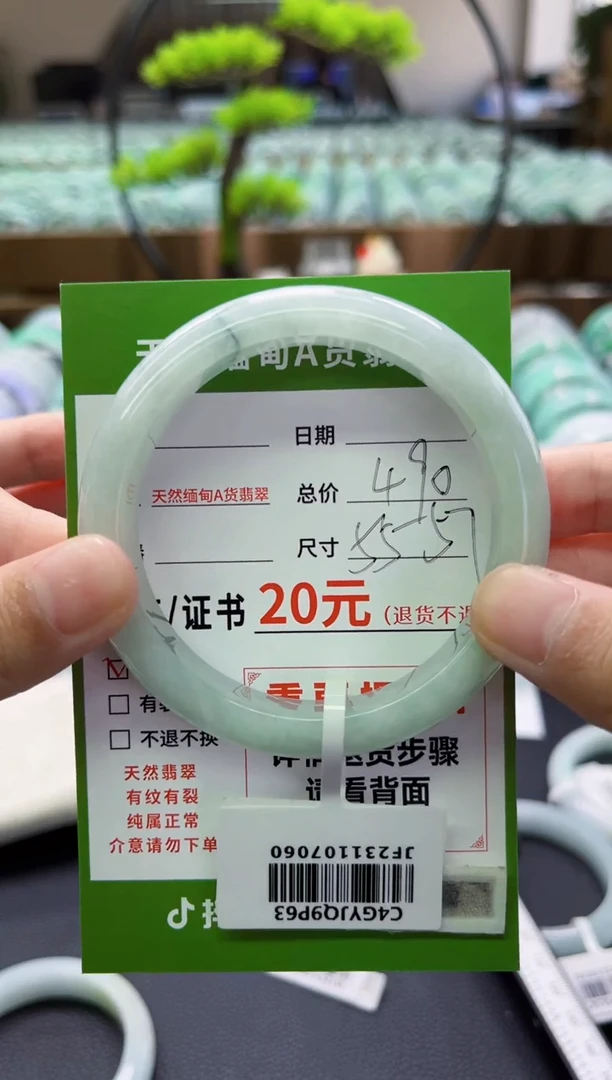 缅甸A货翡
日期
天然缅甸A货翡翠
总价 490
尺寸 55-57
/证书 20元 (退货不退
有
不退不换
天然翡翠
有纹有裂
纯属正常
介意请勿下单
退货步骤
请看背面
JF231107060
C4GYJQ9P63
抖